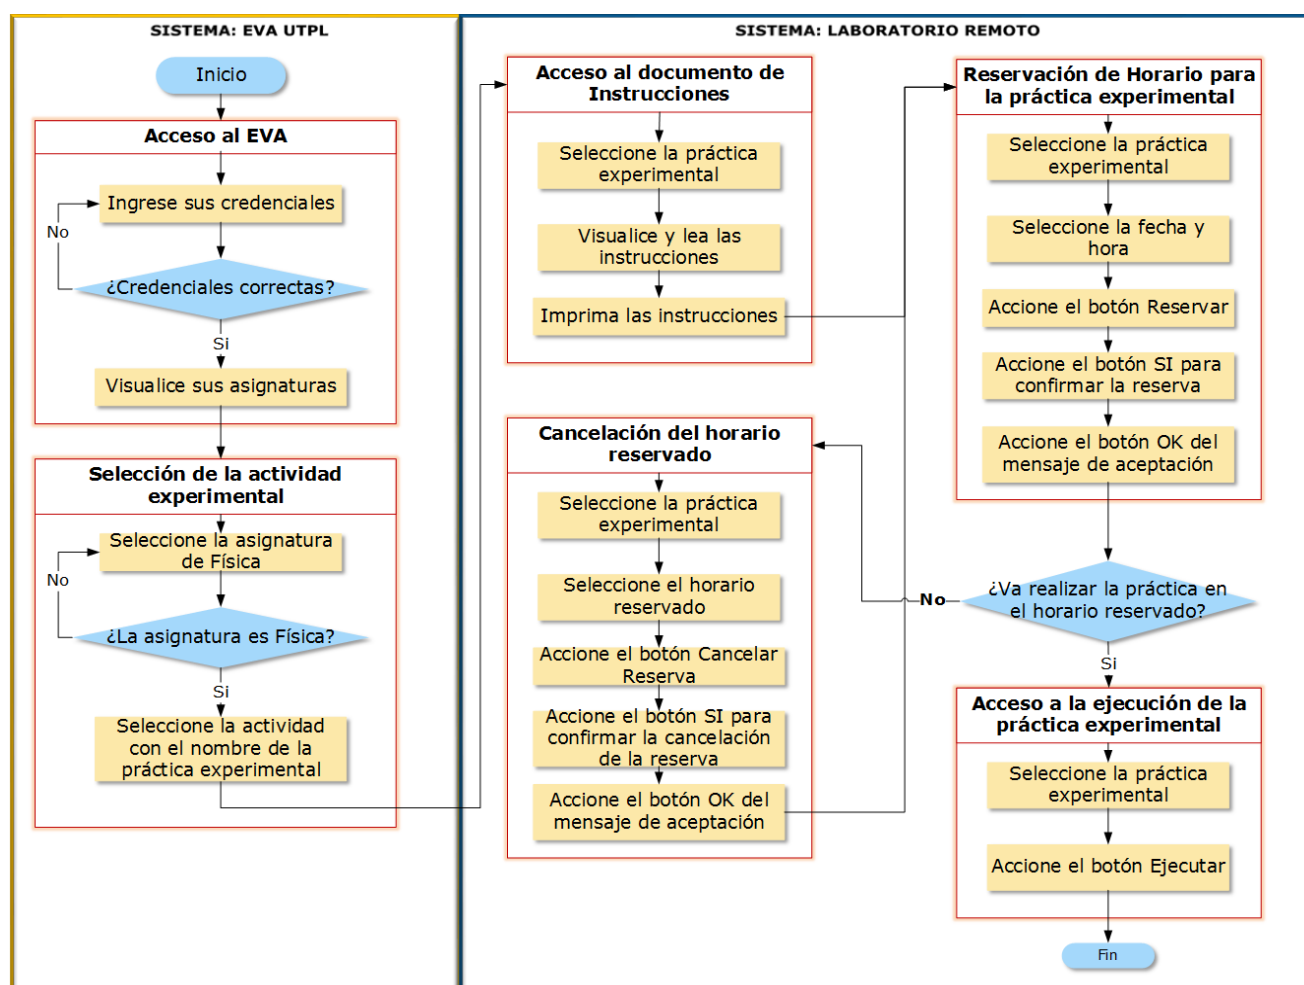 SISTEMA: EVA UTPL
Inicio
Acceso al EVA
Ingrese sus credenciales
No
¿Credenciales correctas?
Si
Visualice sus asignaturas
Selección de la actividad
experimental
Seleccione la asignatura
de Física
No
¿La asignatura es Física?
Si
Seleccione la actividad
con el nombre de la
práctica experimental
SISTEMA: LABORATORIO REMOTO
Acceso al documento de
Instrucciones
Seleccione la práctica
experimental
Visualice y lea las
instrucciones
Imprima las instrucciones
Cancelación del horario
reservado
Seleccione la práctica
experimental
Seleccione el horario
reservado
Accione el botón Cancelar
Reserva
Accione el botón SI para
confirmar la cancelación
de la reserva
Accione el botón OK del
mensaje de aceptación
Reservación de Horario para
la práctica experimental
Seleccione la práctica
experimental
Seleccione la fecha y
hora
Accione el botón Reservar
Accione el botón SI para
confirmar la reserva
Accione el botón OK del
mensaje de aceptación
¿Va realizar la práctica en
el horario reservado?
No
Si
Acceso a la ejecución de la
práctica experimental
Seleccione la práctica
experimental
Accione el botón Ejecutar
Fin